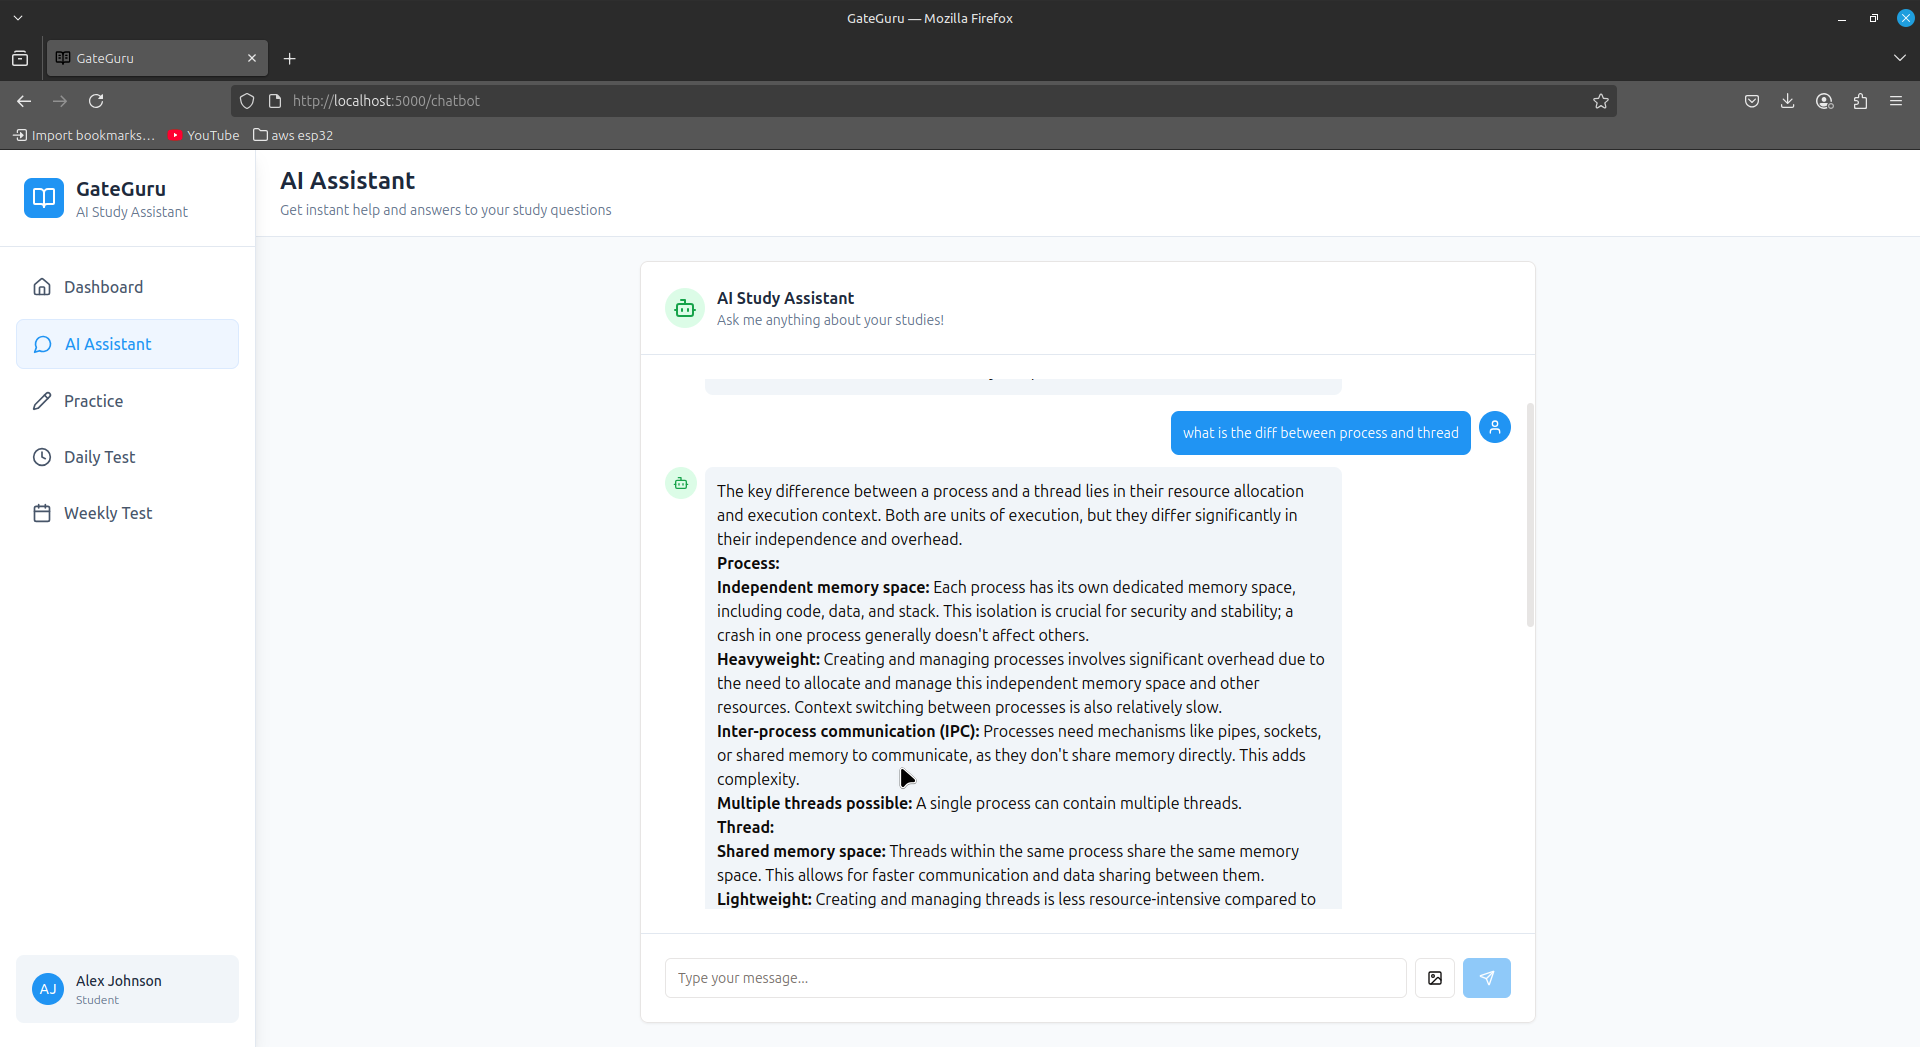 GateGuru — Mozilla Firefox
GateGuru
http://localhost:5000/chatbot
Import bookmarks... YouTube aws esp32
GateGuru
AI Study Assistant
Dashboard
AI Assistant
Practice
Daily Test
Weekly Test
AJ
Alex Johnson
Student
AI Assistant
Get instant help and answers to your study questions
AI Study Assistant
Ask me anything about your studies!
what is the diff between process and thread
The key difference between a process and a thread lies in their resource allocation
and execution context. Both are units of execution, but they differ significantly in
their independence and overhead.
Process:
Independent memory space: Each process has its own dedicated memory space,
including code, data, and stack. This isolation is crucial for security and stability; a
crash in one process generally doesn't affect others.
Heavyweight: Creating and managing processes involves significant overhead due to
the need to allocate and manage this independent memory space and other
resources. Context switching between processes is also relatively slow.
Inter-process communication (IPC): Processes need mechanisms like pipes, sockets,
or shared memory to communicate, as they don't share memory directly. This adds
complexity.
Multiple threads possible: A single process can contain multiple threads.
Thread:
Shared memory space: Threads within the same process share the same memory
space. This allows for faster communication and data sharing between them.
Lightweight: Creating and managing threads is less resource-intensive compared to
Type your message...